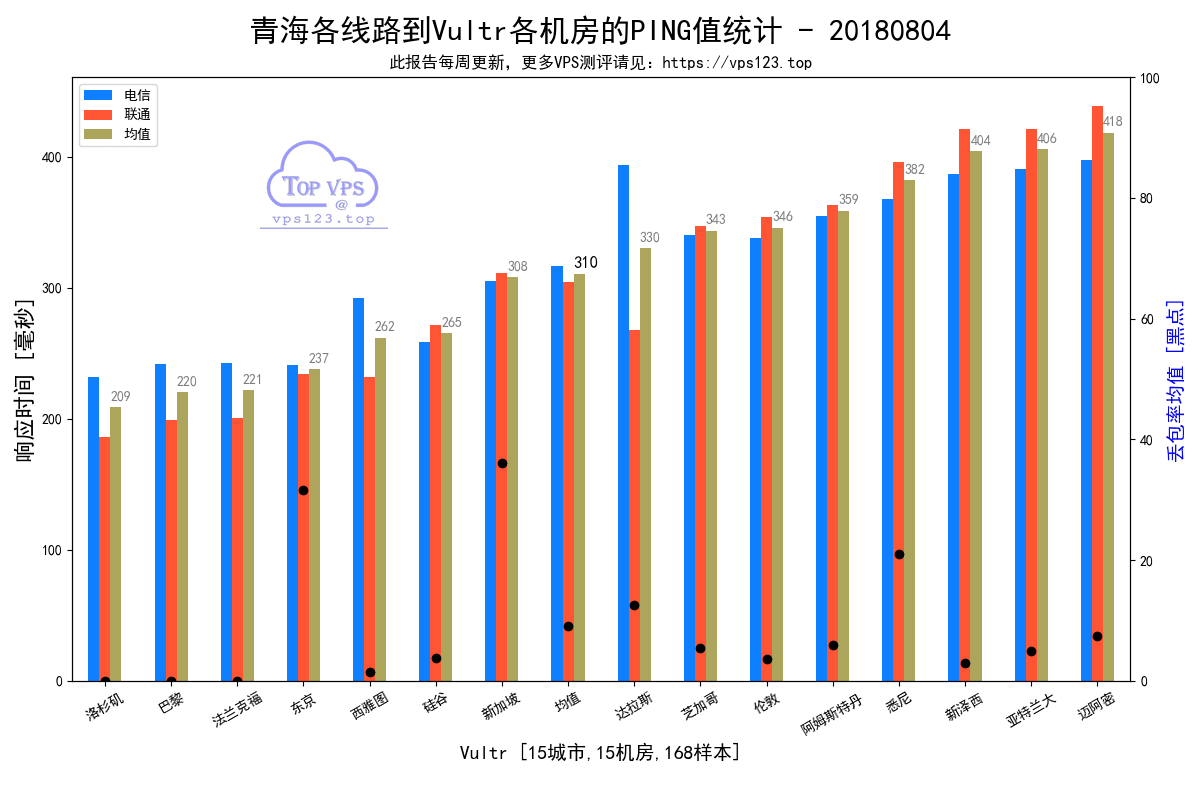 青海各线路到Vultr各机房的PING值统计 - 20180804
此报告每周更新，更多VPS测评请见：https://vps123.top
电信
联通
均值
TOP VPS
@
vps123.top
响应时间 [毫秒]
0
100
200
300
400
丢包率均值 [黑点]
0
20
40
60
80
100
209
220
221
237
262
265
308
310
330
343
346
359
382
404
406
418
洛杉矶
巴黎
法兰克福
东京
西雅图
硅谷
新加坡
均值
达拉斯
芝加哥
伦敦
阿姆斯特丹
悉尼
新泽西
亚特兰大
迈阿密
Vultr [15城市,15机房,168样本]